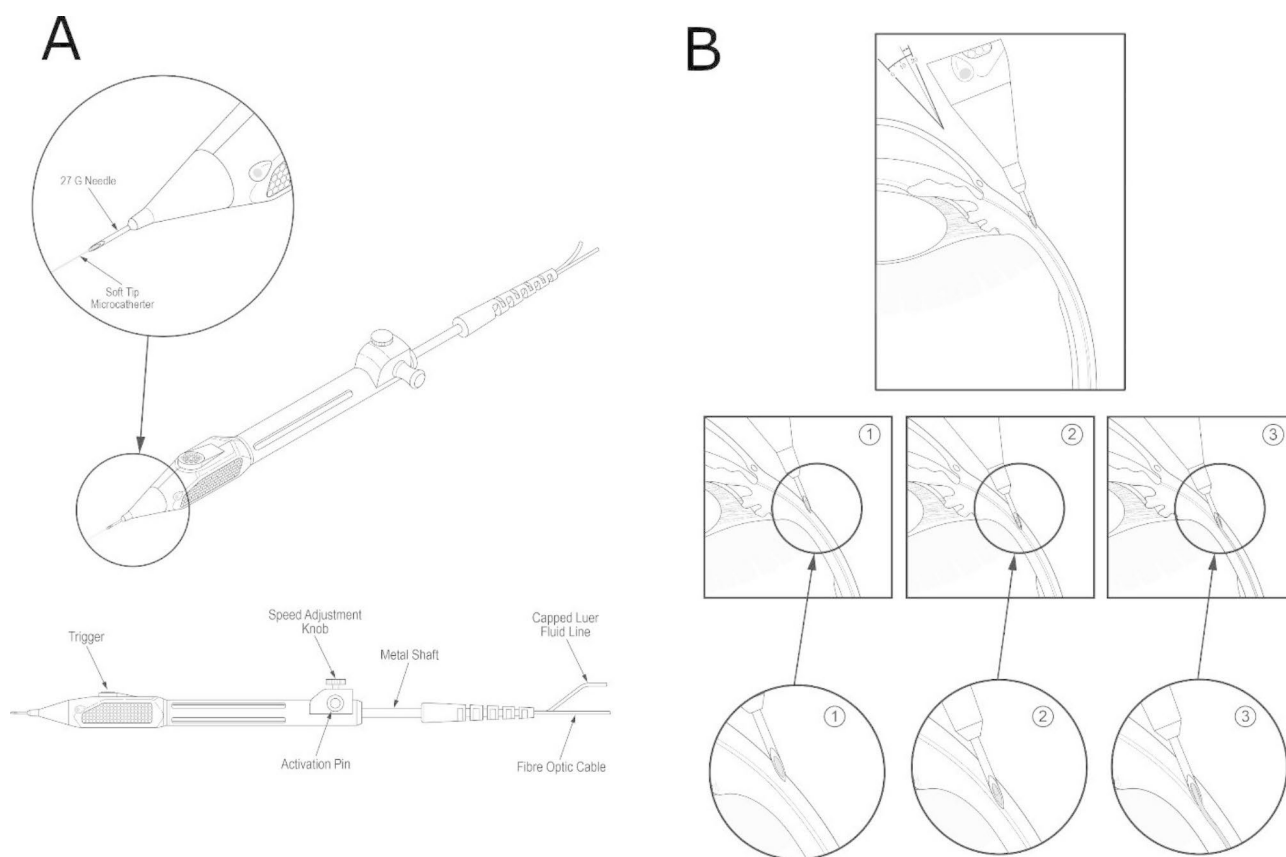 A
27 G Needle
Soft Tip
Microcatherter
Trigger
Speed Adjustment
Knob
Metal Shaft
Capped Luer
Fluid Line
Activation Pin
Fibre Optic Cable
B
1
2
3
1
2
3